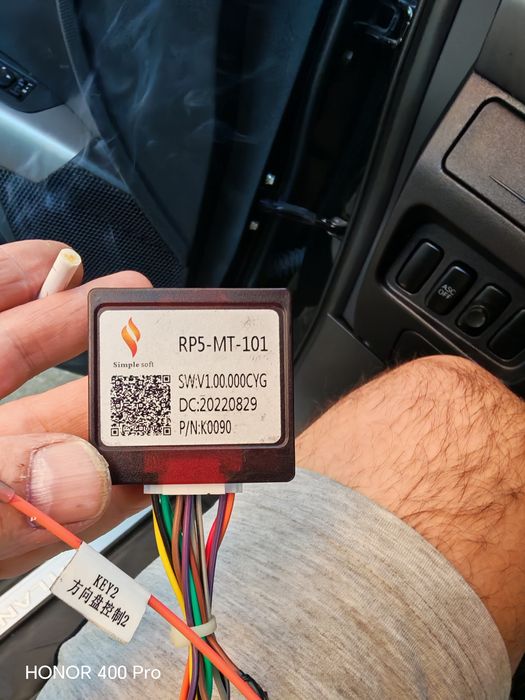 ASC
OFF
Simple soft
RP5-MT-101
SW:V1.00.000CYG
DC:20220829
P/N:K0090
KEY2
方向盘控制2
LAN
HONOR 400 Pro